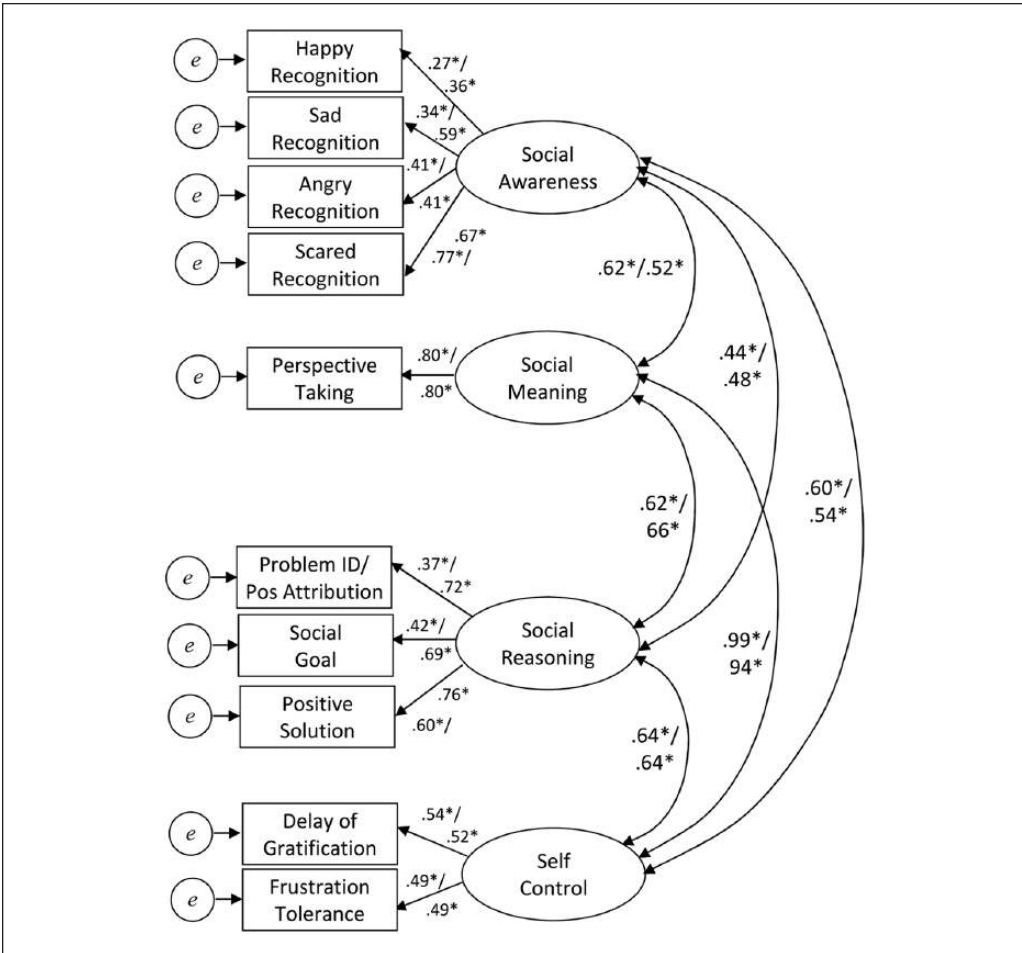 e
Happy
Recognition
.27*/
.36*
e
Sad
Recognition
.34*/
.59*
e
Angry
Recognition
.41*/
.41*
e
Scared
Recognition
.67*
.77*/
Social
Awareness
.62*/.52*
e
Perspective
Taking
.80*/
.80*
Social
Meaning
.44*/
.48*
.62*/
66*
.60*/
.54*
e
Problem ID/
Pos Attribution
.37*/
.72*
e
Social
Goal
.42*/
.69*
e
Positive
Solution
.76*
.60*/
Social
Reasoning
.99*/
94*
.64*/
.64*
e
Delay of
Gratification
.54*/
.52*
e
Frustration
Tolerance
.49*/
.49*
Self
Control